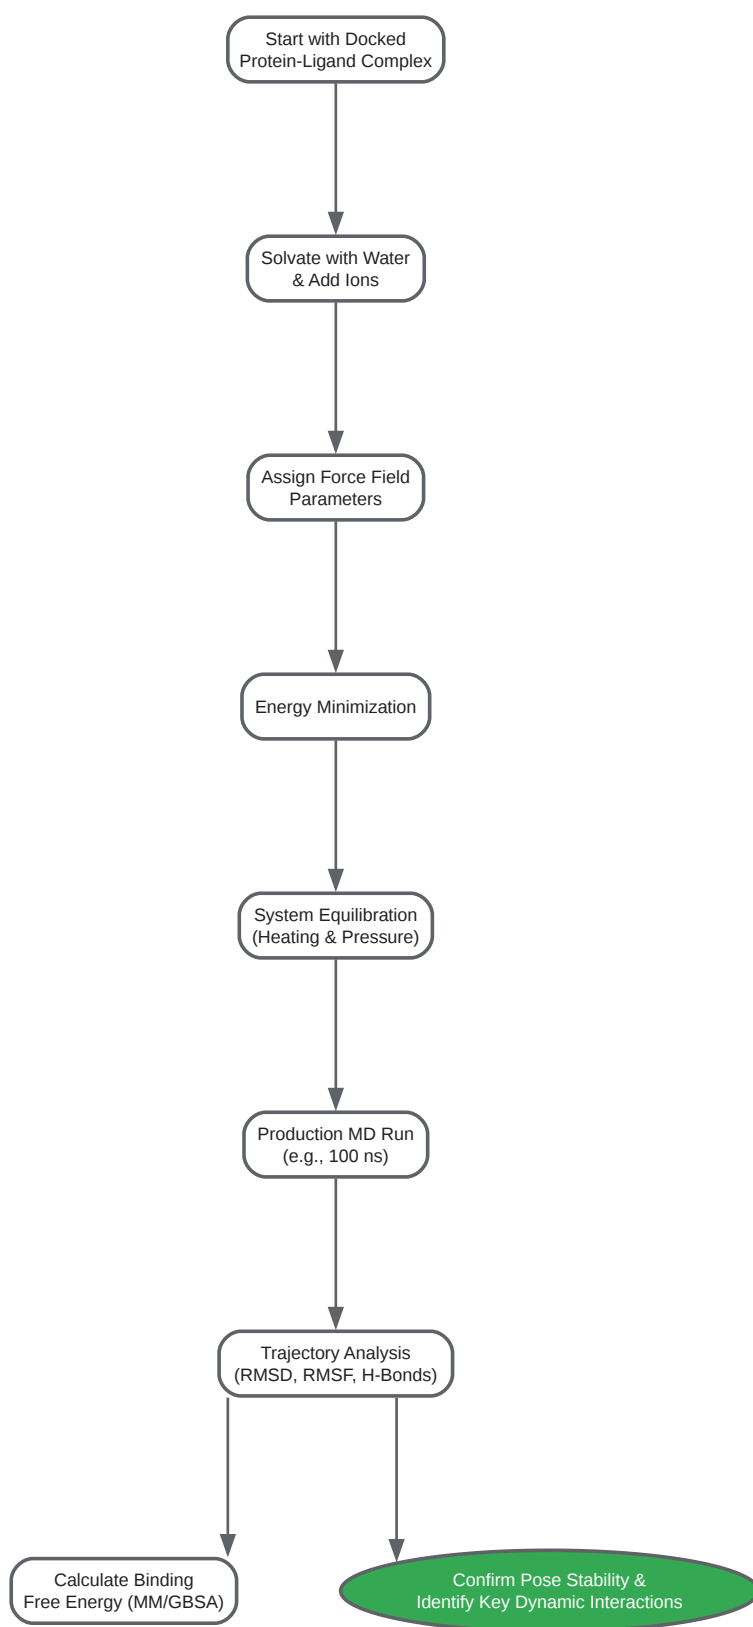 Start with Docked
Protein-Ligand Complex
Solvate with Water
& Add Ions
Assign Force Field
Parameters
Energy Minimization
System Equilibration
(Heating & Pressure)
Production MD Run
(e.g., 100 ns)
Trajectory Analysis
(RMSD, RMSF, H-Bonds)
Calculate Binding
Free Energy (MM/GBSA)
Confirm Pose Stability &
Identify Key Dynamic Interactions